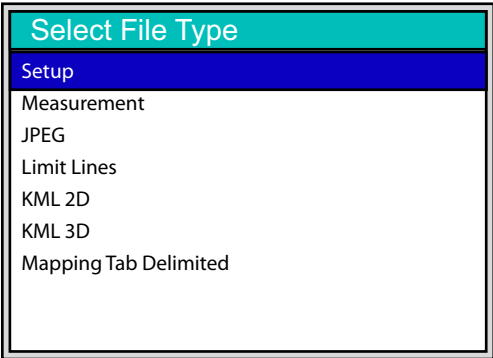 Select File Type
Setup
Measurement
JPEG
Limit Lines
KML 2D
KML 3D
Mapping Tab Delimited